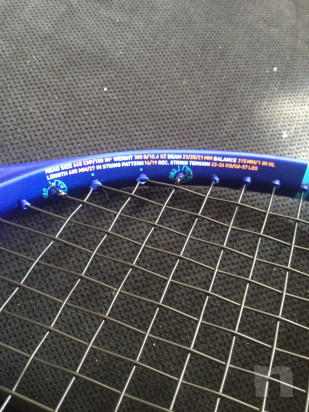 HEAD SIZE 645 CM²/100 IN² WEIGHT 300 G/10.6 OZ BEAM 23/25/21 MM BALANCE 315 MM/1 IN HL
LENGTH 685 MM/27 IN STRING PATTERN 16/19 REC. STRING TENSION 22-26 KG/48-57 LBS
n